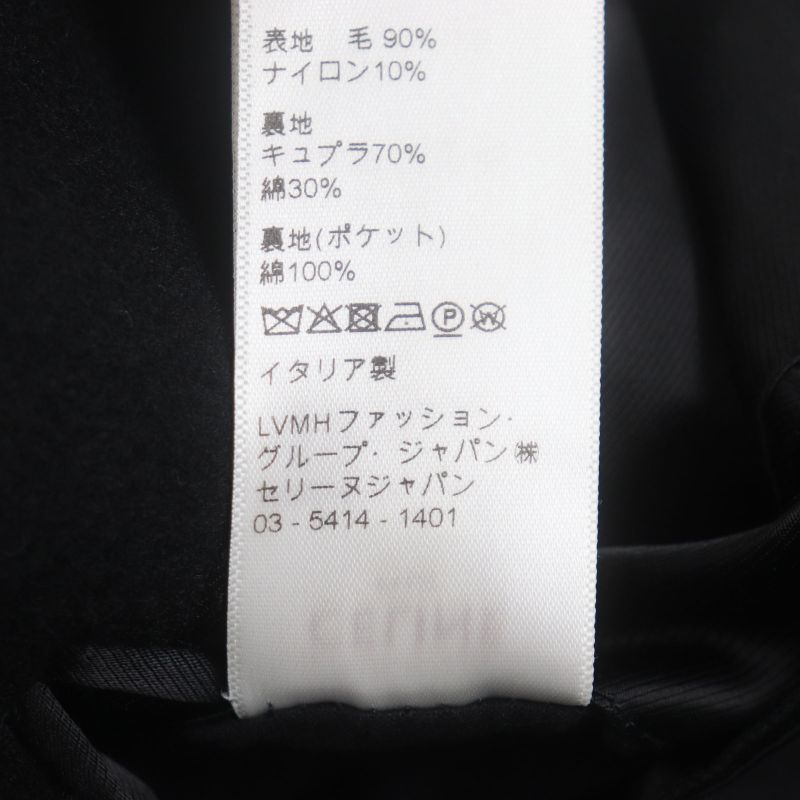 表地　毛 90%
ナイロン10%
裏地
キュプラ70%
綿30%
裏地(ポケット)
綿100%
P W
イタリア製
LVMHファッション・
グループ・ジャパン㈱
セリーヌジャパン
03 - 5414 - 1401